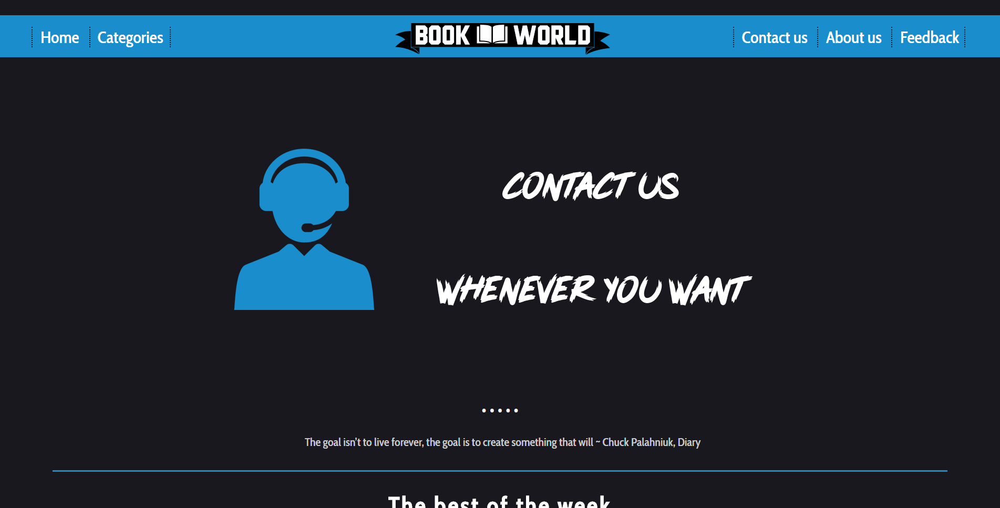 Home
Categories
BOOK WORLD
Contact us
About us
Feedback
CONTACT US
WHENEVER YOU WANT
• • • • •
The goal isn't to live forever, the goal is to create something that will ~ Chuck Palahniuk, Diary
The best of the week